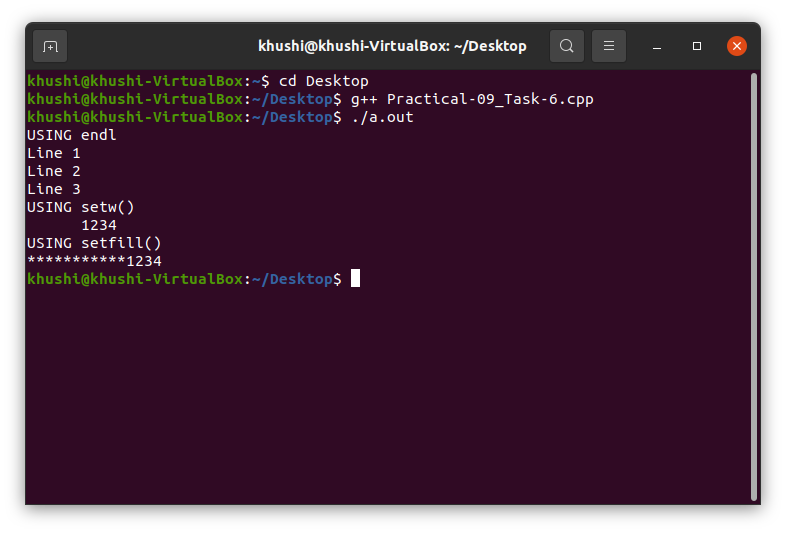 khushi@khushi-VirtualBox: ~/Desktop
khushi@khushi-VirtualBox:~$ cd Desktop
khushi@khushi-VirtualBox:~/Desktop$ g++ Practical-09_Task-6.cpp
khushi@khushi-VirtualBox:~/Desktop$ ./a.out
USING endl
Line 1
Line 2
Line 3
USING setw()
      1234
USING setfill()
***********1234
khushi@khushi-VirtualBox:~/Desktop$